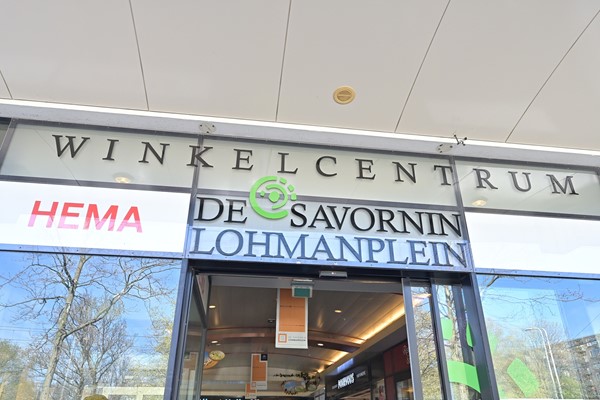 WINKELCENTRUM
HEMA
DE SAVORNIN
LOHMANPLEIN